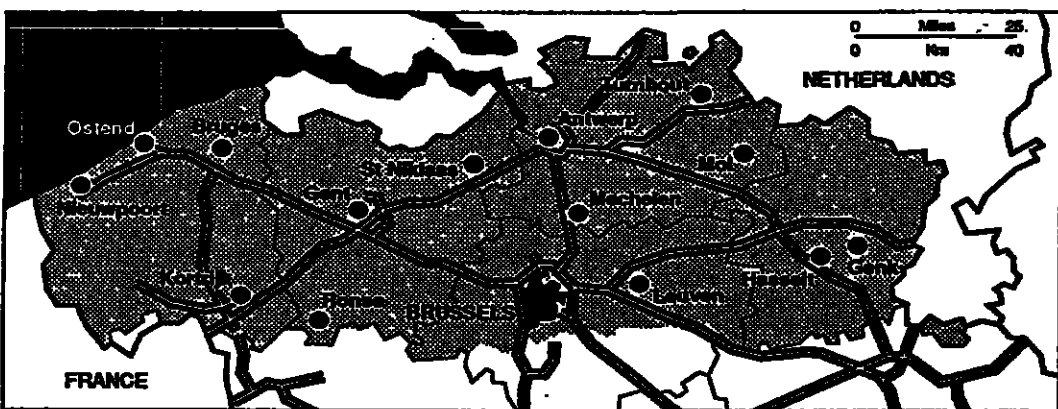 0 Miles 25
0 Km 40
NETHERLANDS
Turnhout
Ostend
Bruges
Antwerp
St Niklaas
Mol
Gent
Mechelen
Nieuwpoort
Kortrijk
Ronse
BRUSSELS
Leuven
Hasselt
Genk
FRANCE